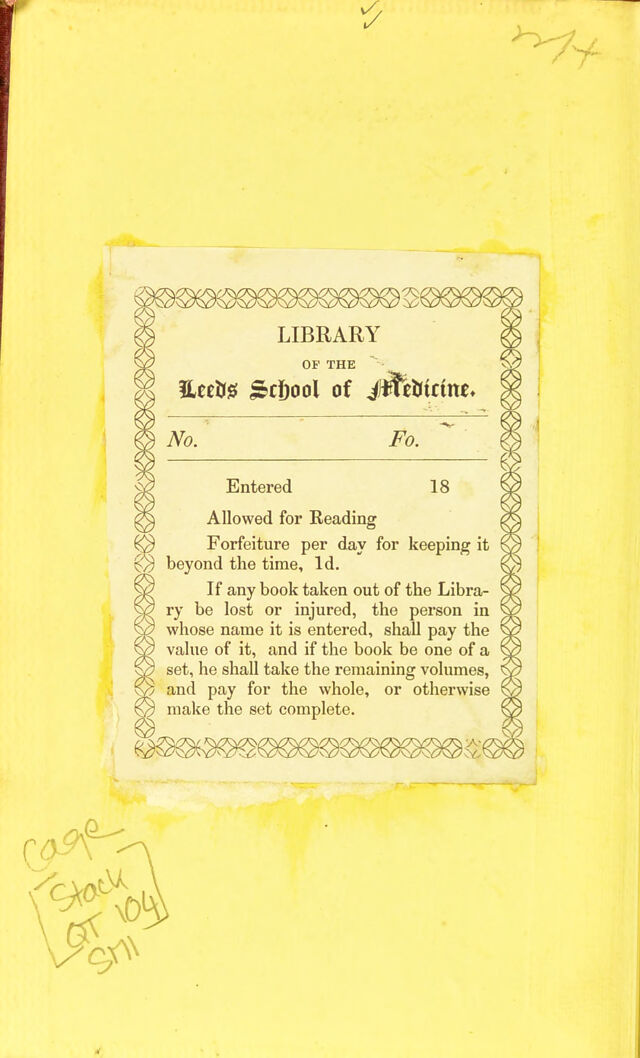 LIBRARY
OF THE
Leeds School of Medicine.
No. Fo.
Entered 18
Allowed for Reading
Forfeiture per day for keeping it
beyond the time, 1d.
If any book taken out of the Libra-
ry be lost or injured, the person in
whose name it is entered, shall pay the
value of it, and if the book be one of a
set, he shall take the remaining volumes,
and pay for the whole, or otherwise
make the set complete.
Cage
Stack
QT 104